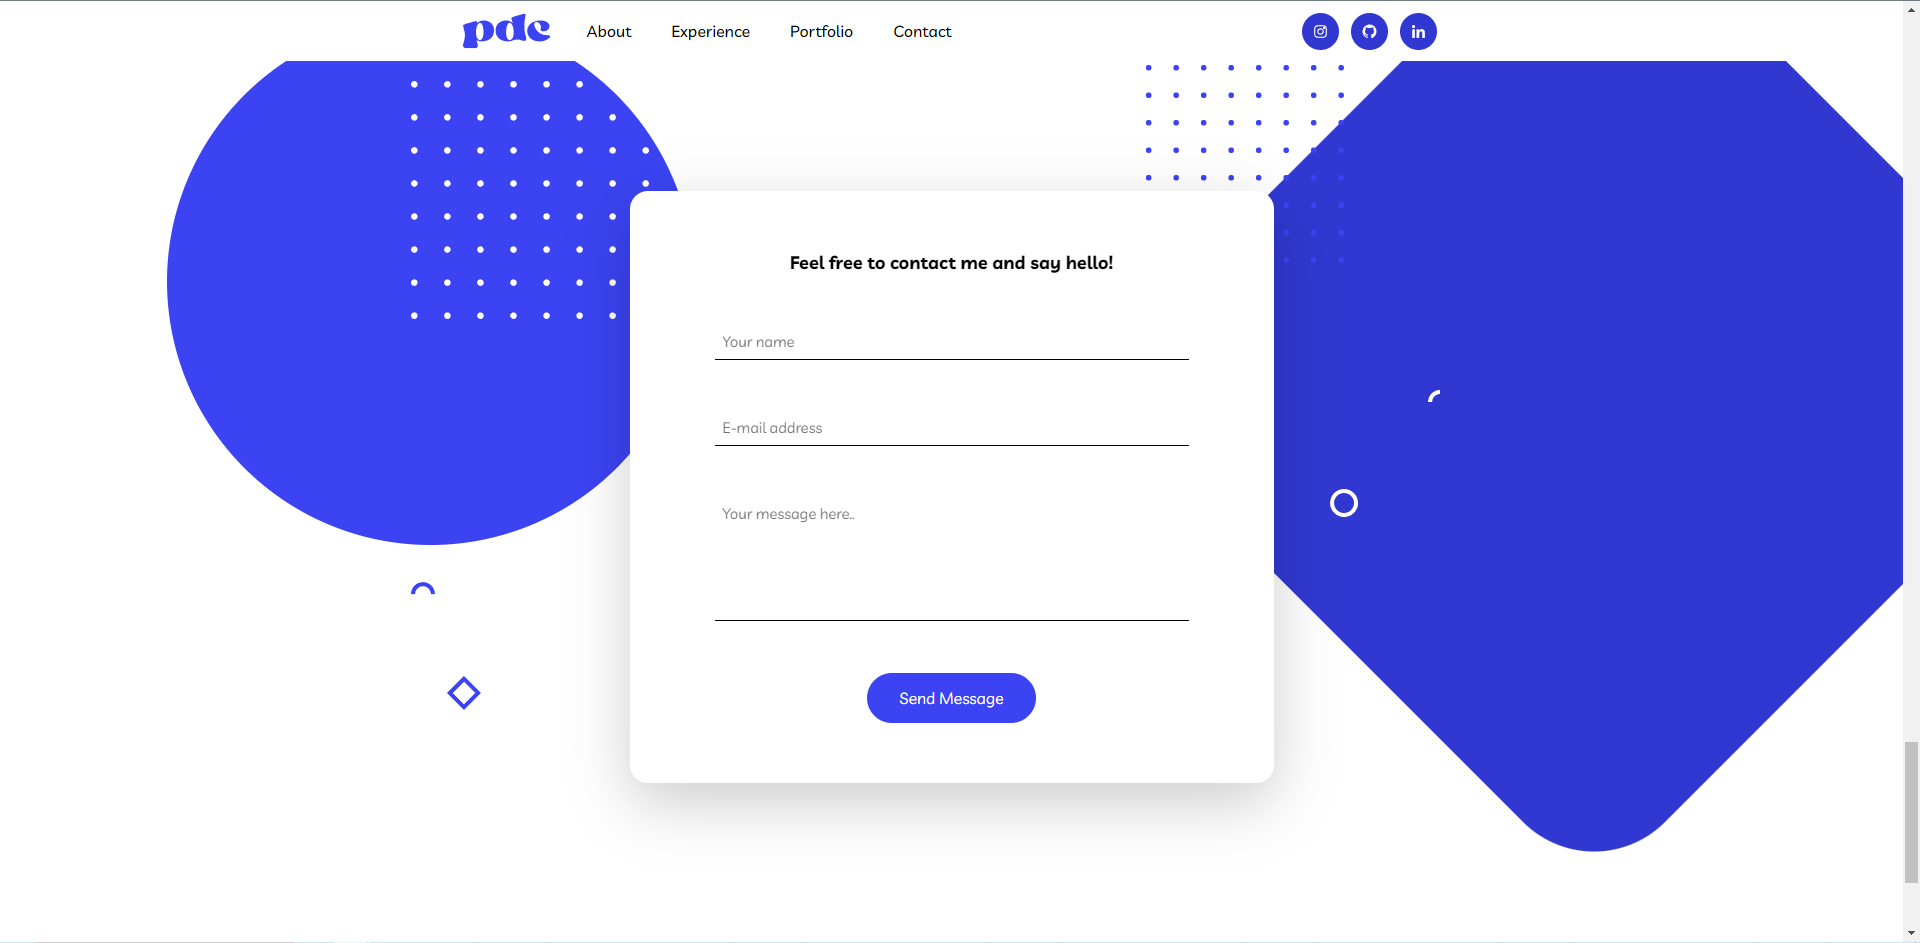 pdc
About Experience Portfolio Contact
Feel free to contact me and say hello!
Your name
E-mail address
Your message here..
Send Message